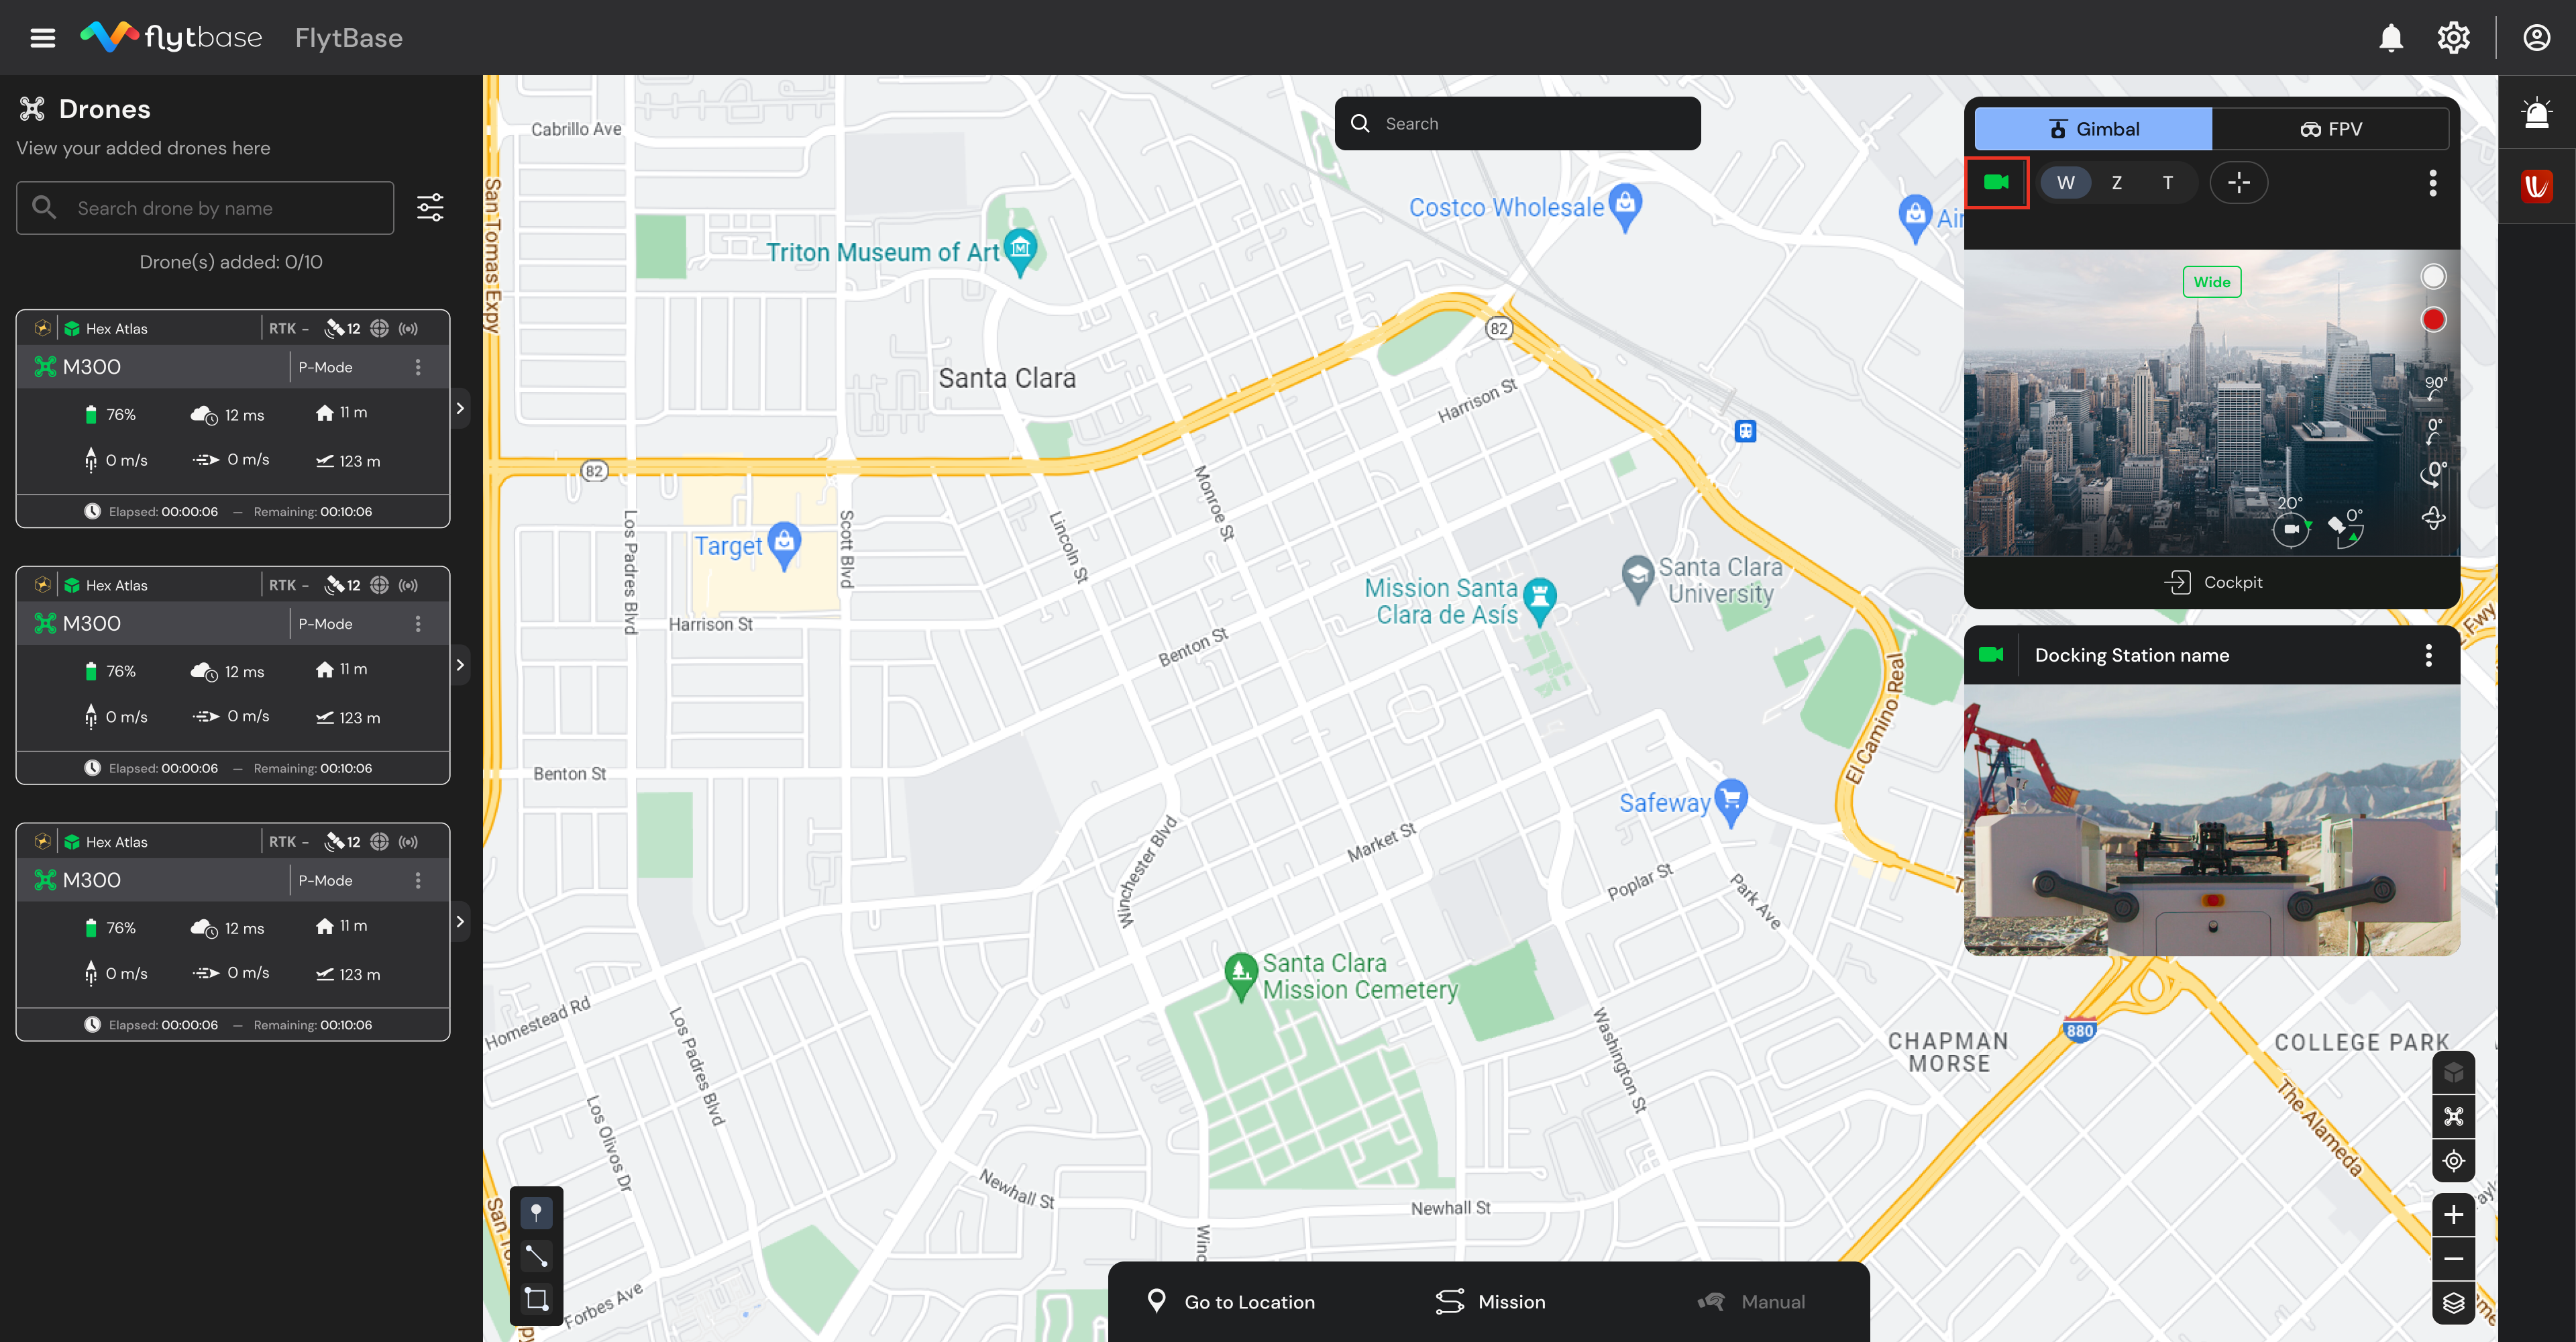 flytbase FlytBase
Drones
View your added drones here
Search drone by name
Drone(s) added: 0/10
Hex Atlas RTK - 12
M300 P-Mode
76% 12 ms 11 m
0 m/s 0 m/s 123 m
Elapsed: 00:00:06 — Remaining: 00:10:06
Hex Atlas RTK - 12
M300 P-Mode
76% 12 ms 11 m
0 m/s 0 m/s 123 m
Elapsed: 00:00:06 — Remaining: 00:10:06
Hex Atlas RTK - 12
M300 P-Mode
76% 12 ms 11 m
0 m/s 0 m/s 123 m
Elapsed: 00:00:06 — Remaining: 00:10:06
Search
Cabrillo Ave
San Tomas Expy
Triton Museum of Art
Costco Wholesale
Air
82
Santa Clara
Harrison St
82
Monroe St
Lincoln St
Los Padres Blvd
Scott Blvd
Target
Harrison St
Mission Santa
Clara de Asís
Santa Clara
University
Benton St
El Camino Real
Benton St
Safeway
Winchester Blvd
Market St
Poplar St
Park Ave
Santa Clara
Mission Cemetery
Homestead Rd
Los Padres Blvd
Washington St
CHAPMAN
MORSE
880
COLLEGE PARK
The Alameda
Los Olivos Dr
Newhall St
Newhall St
Forbes Ave
Fwy
Gimbal FPV
W Z T
Wide
90°
0°
0°
20°
0°
Cockpit
Docking Station name
Go to Location Mission Manual